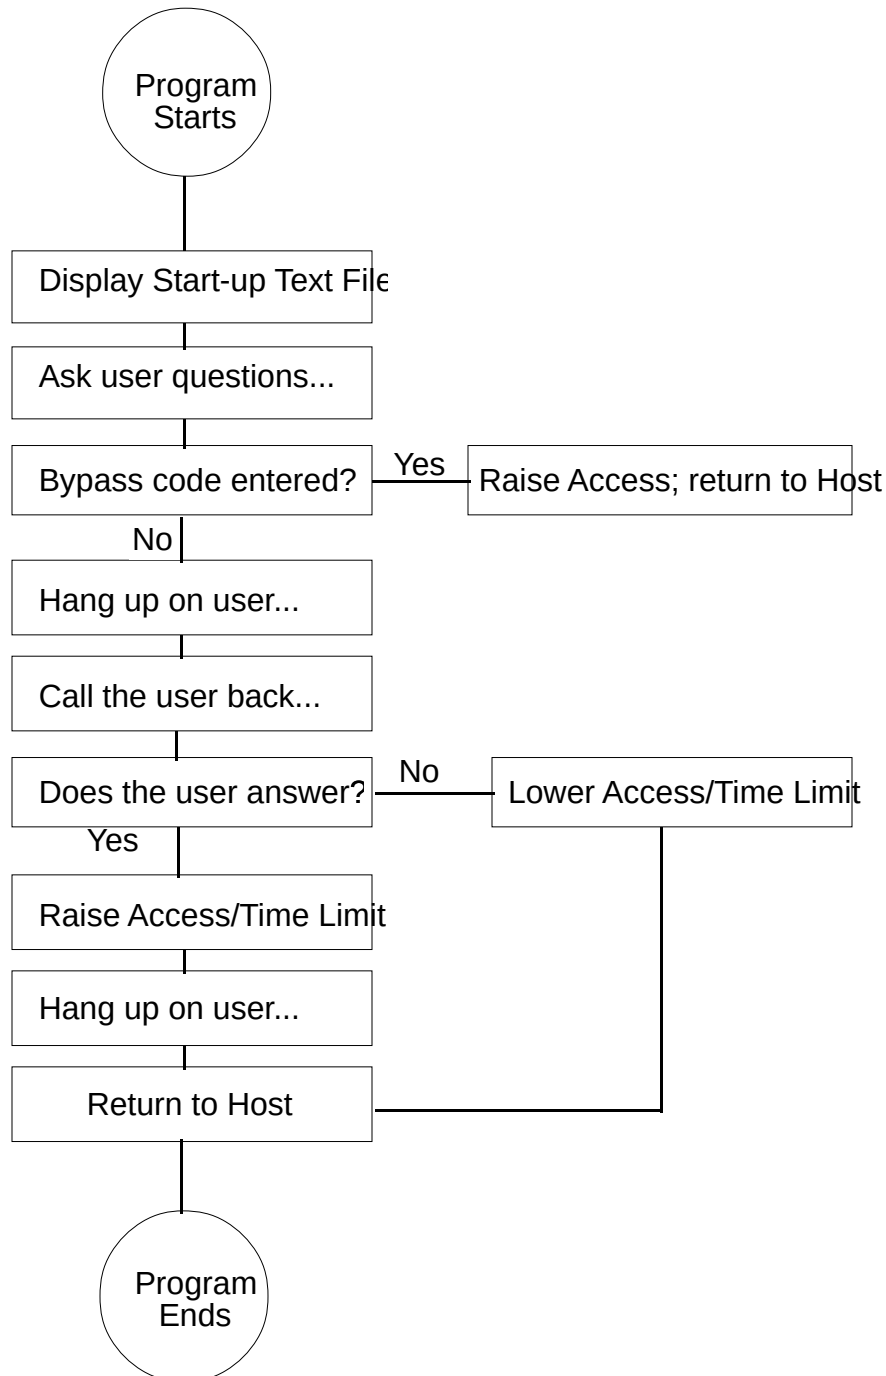 Program
Starts
Display Start-up Text File
Ask user questions...
Bypass code entered?
Yes
Raise Access; return to Host
No
Hang up on user...
Call the user back...
Does the user answer?
No
Lower Access/Time Limit
Yes
Raise Access/Time Limit
Hang up on user...
Return to Host
Program
Ends